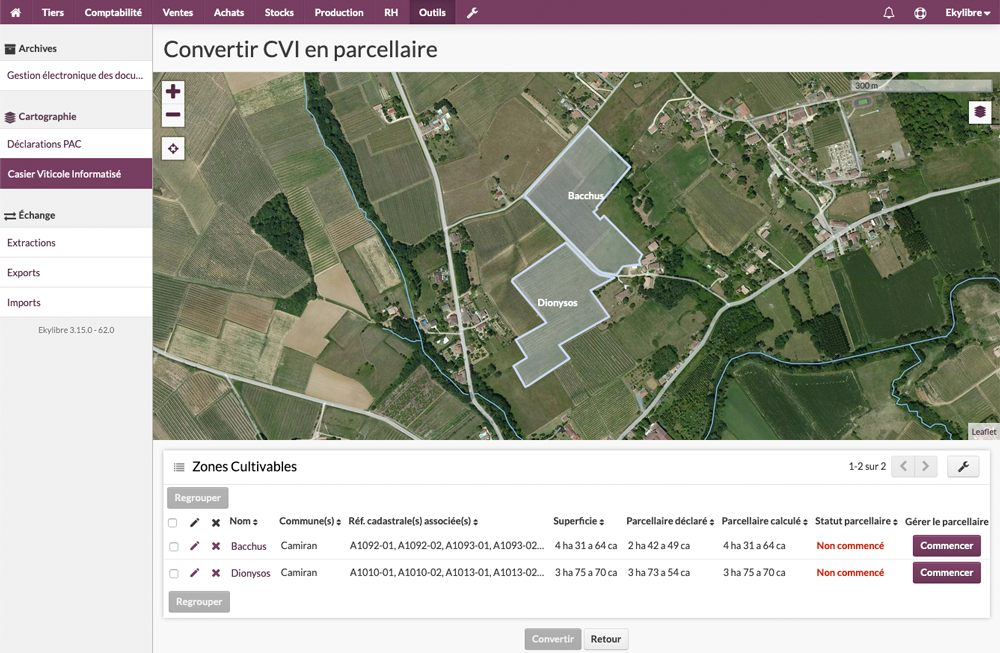 Tiers Comptabilité Ventes Achats Stocks Production RH Outils Ekylibre
Archives
Gestion électronique des docu...
Cartographie
Déclarations PAC
Casier Viticole Informatisé
Échange
Extractions
Exports
Imports
Ekylibre 3.15.0 - 62.0
Convertir CVI en parcellaire
300 m
Bacchus
Dionysos
Leaflet
Zones Cultivables 1-2 sur 2
Regrouper
Nom Commune(s) Réf. cadastrale(s) associée(s) Superficie Parcellaire déclaré Parcellaire calculé Statut parcellaire Gérer le parcellaire
Bacchus Camiran A1092-01, A1092-02, A1093-01, A1093-02... 4 ha 31 a 64 ca 2 ha 42 a 49 ca 4 ha 31 a 64 ca Non commencé Commencer
Dionysos Camiran A1010-01, A1010-02, A1013-01, A1013-02... 3 ha 75 a 70 ca 3 ha 73 a 54 ca 3 ha 75 a 70 ca Non commencé Commencer
Regrouper
Convertir Retour